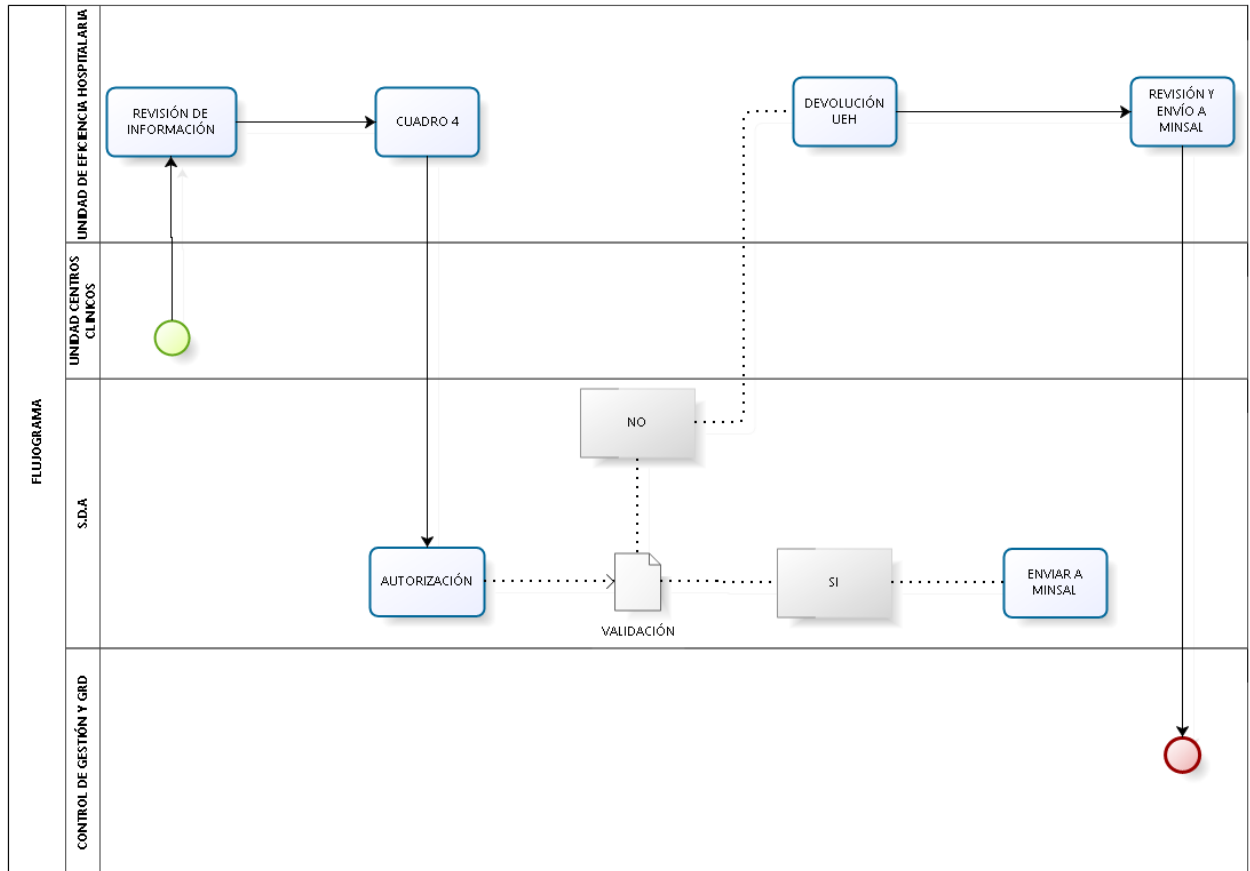 FLUJOGRAMA
UNIDAD DE EFICIENCIA HOSPITALARIA
REVISIÓN DE
INFORMACIÓN
CUADRO 4
DEVOLUCIÓN
UEH
REVISIÓN Y
ENVÍO A
MINSAL
UNIDAD CENTROS
CLINICOS
S.D.A
NO
AUTORIZACIÓN
VALIDACIÓN
SI
ENVIAR A
MINSAL
CONTROL DE GESTIÓN Y GRD